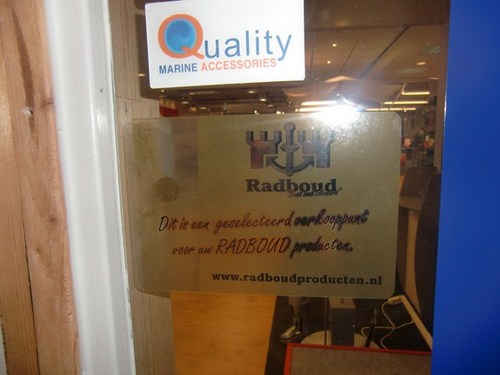 Quality
MARINE ACCESSORIES
Radboud
Dit is een geselecteerd verkooppunt
voor uw RADBOUD producten.
www.radboudproducten.nl